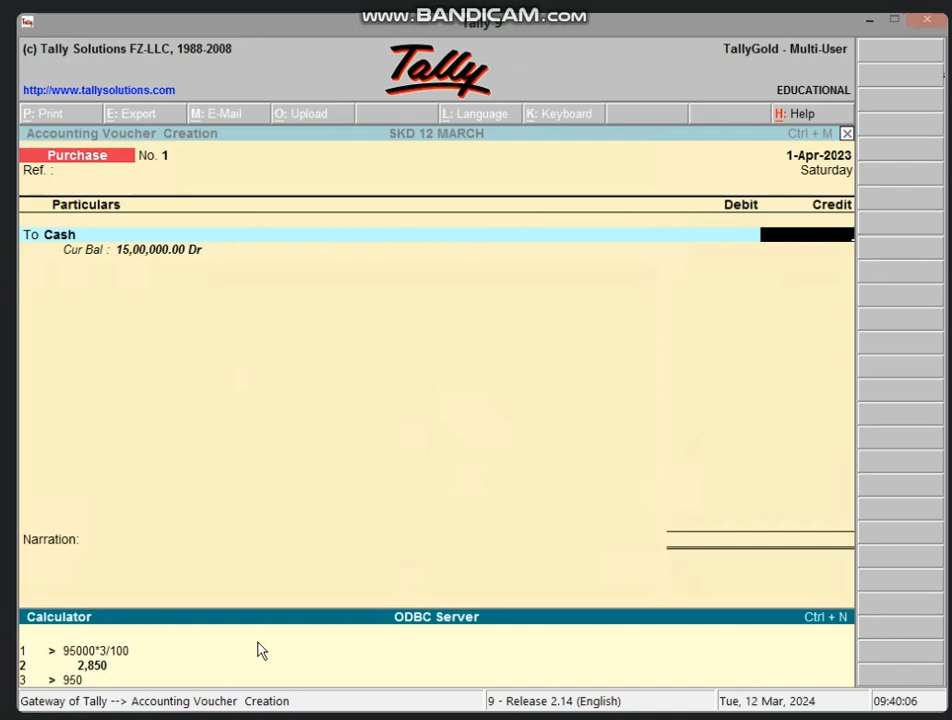 www.BANDICAM.com
Tally 9
(c) Tally Solutions FZ-LLC, 1988-2008
Tally
TallyGold - Multi-User
http://www.tallysolutions.com
EDUCATIONAL
P: Print E: Export M: E-Mail O: Upload L: Language K: Keyboard H: Help
Accounting Voucher Creation SKD 12 MARCH Ctrl + M
Purchase No. 1 1-Apr-2023
Ref. : Saturday
Particulars Debit Credit
To Cash
Cur Bal : 15,00,000.00 Dr
Narration:
Calculator ODBC Server Ctrl + N
1 > 95000*3/100
2 2,850
3 > 950
Gateway of Tally --> Accounting Voucher Creation 9 - Release 2.14 (English) Tue, 12 Mar, 2024 09:40:06